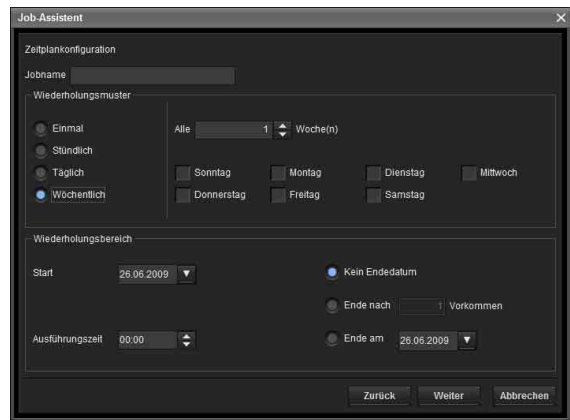 Job-Assistent
Zeitplankonfiguration
Jobname
Wiederholungsmuster
Einmal
Stündlich
Täglich
Wöchentlich
Alle 1 Woche(n)
Sonntag Montag Dienstag Mittwoch
Donnerstag Freitag Samstag
Wiederholungsbereich
Start 26.06.2009 Kein Endedatum
Ende nach 1 Vorkommen
Ausführungszeit 00:00 Ende am 26.06.2009
Zurück Weiter Abbrechen